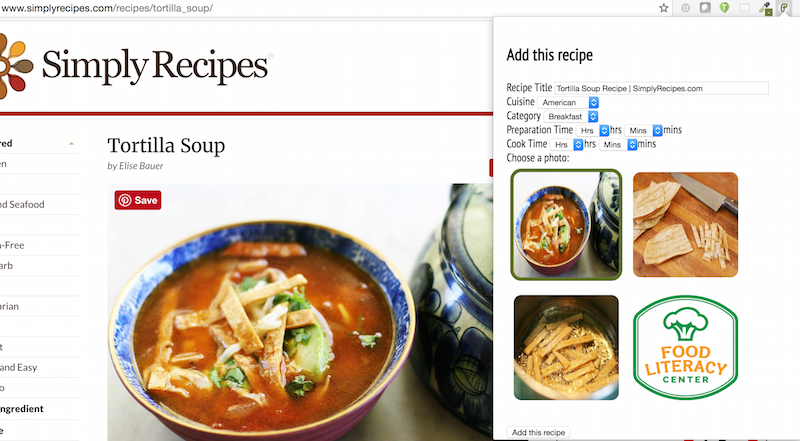 www.simplyrecipes.com/recipes/tortilla_soup/
Simply Recipes
Tortilla Soup
by Elise Bauer
Save
red
en
nd Seafood
n-Free
arb
arian
t
and Easy
o
ngredient
e
Add this recipe
Recipe Title Tortilla Soup Recipe | SimplyRecipes.com
Cuisine American
Category Breakfast
Preparation Time Hrs hrs Mins mins
Cook Time Hrs hrs Mins mins
Choose a photo:
FOOD
LITERACY
CENTER
Add this recipe